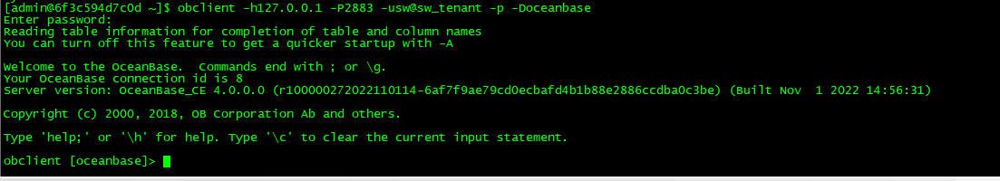 [admin@6f3c594d7c0d ~]$ obclient -h127.0.0.1 -P2883 -usw@sw_tenant -p -Doceanbase
Enter password:
Reading table information for completion of table and column names
You can turn off this feature to get a quicker startup with -A
Welcome to the OceanBase.  Commands end with ; or \g.
Your OceanBase connection id is 8
Server version: OceanBase_CE 4.0.0.0 (r100000272022110114-6af7f9ae79cd0ecbafd4b1b88e2886ccdba0c3be) (Built Nov  1 2022 14:56:31)
Copyright (c) 2000, 2018, OB Corporation Ab and others.
Type 'help;' or '\h' for help. Type '\c' to clear the current input statement.
obclient [oceanbase]>